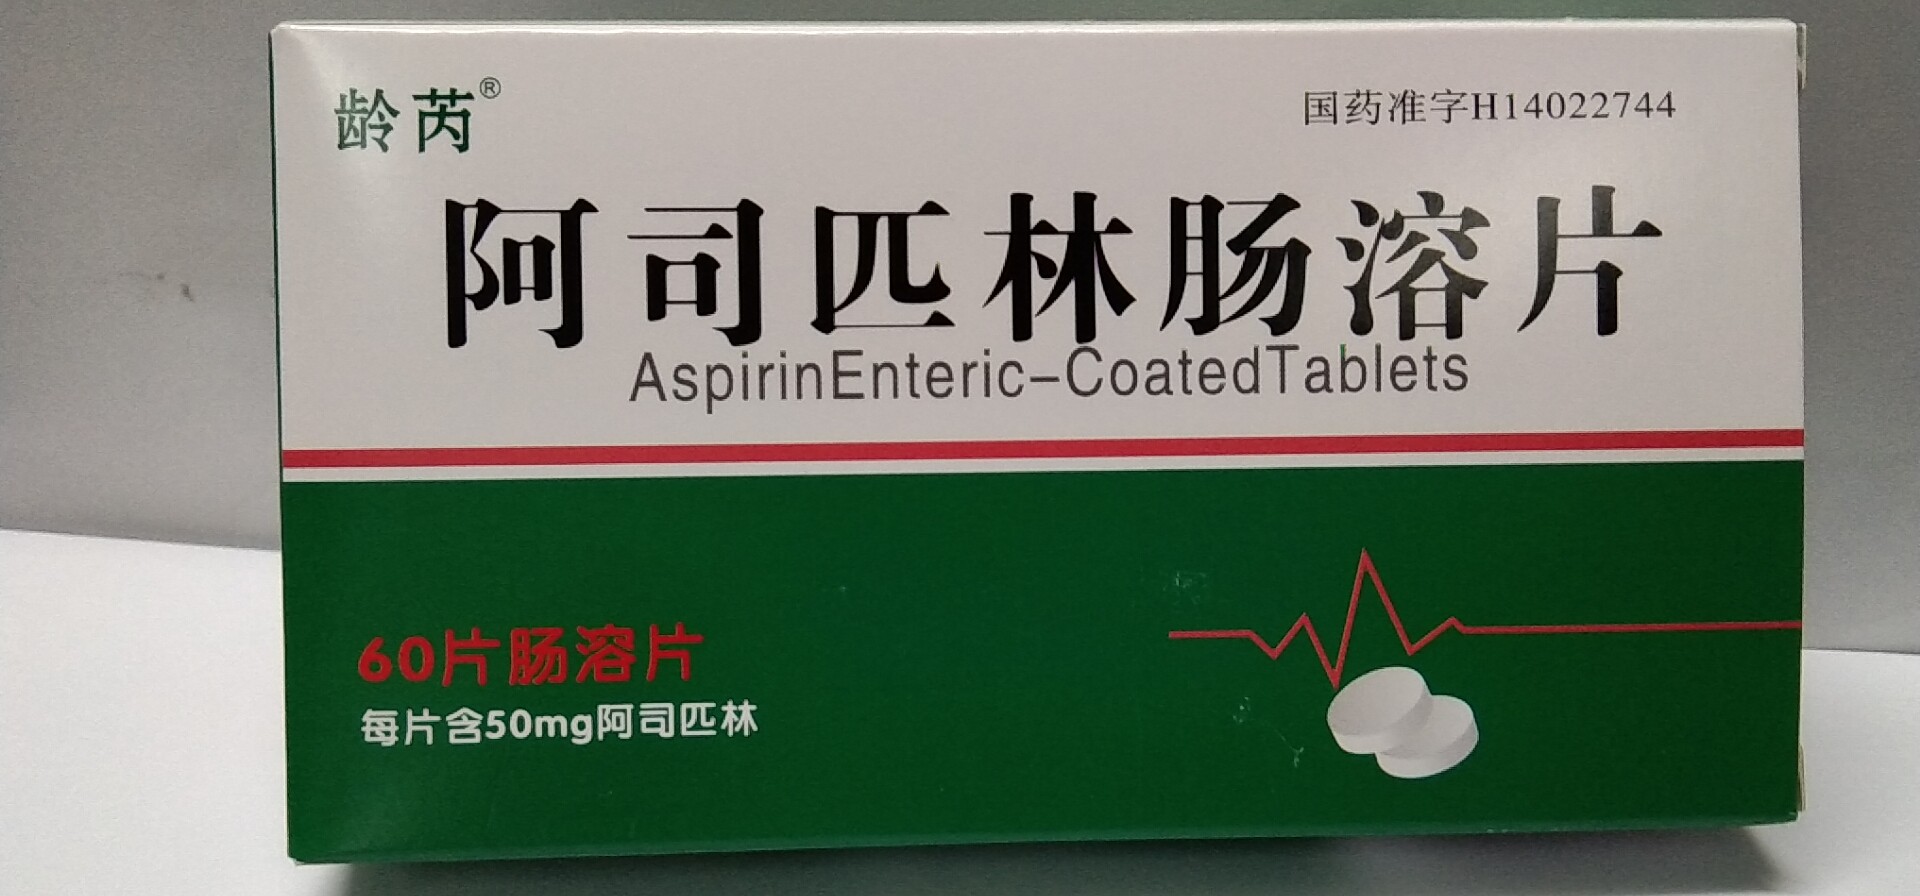 龄芮®
国药准字H14022744
阿司匹林肠溶片
AspirinEnteric-CoatedTablets
60片肠溶片
每片含50mg阿司匹林